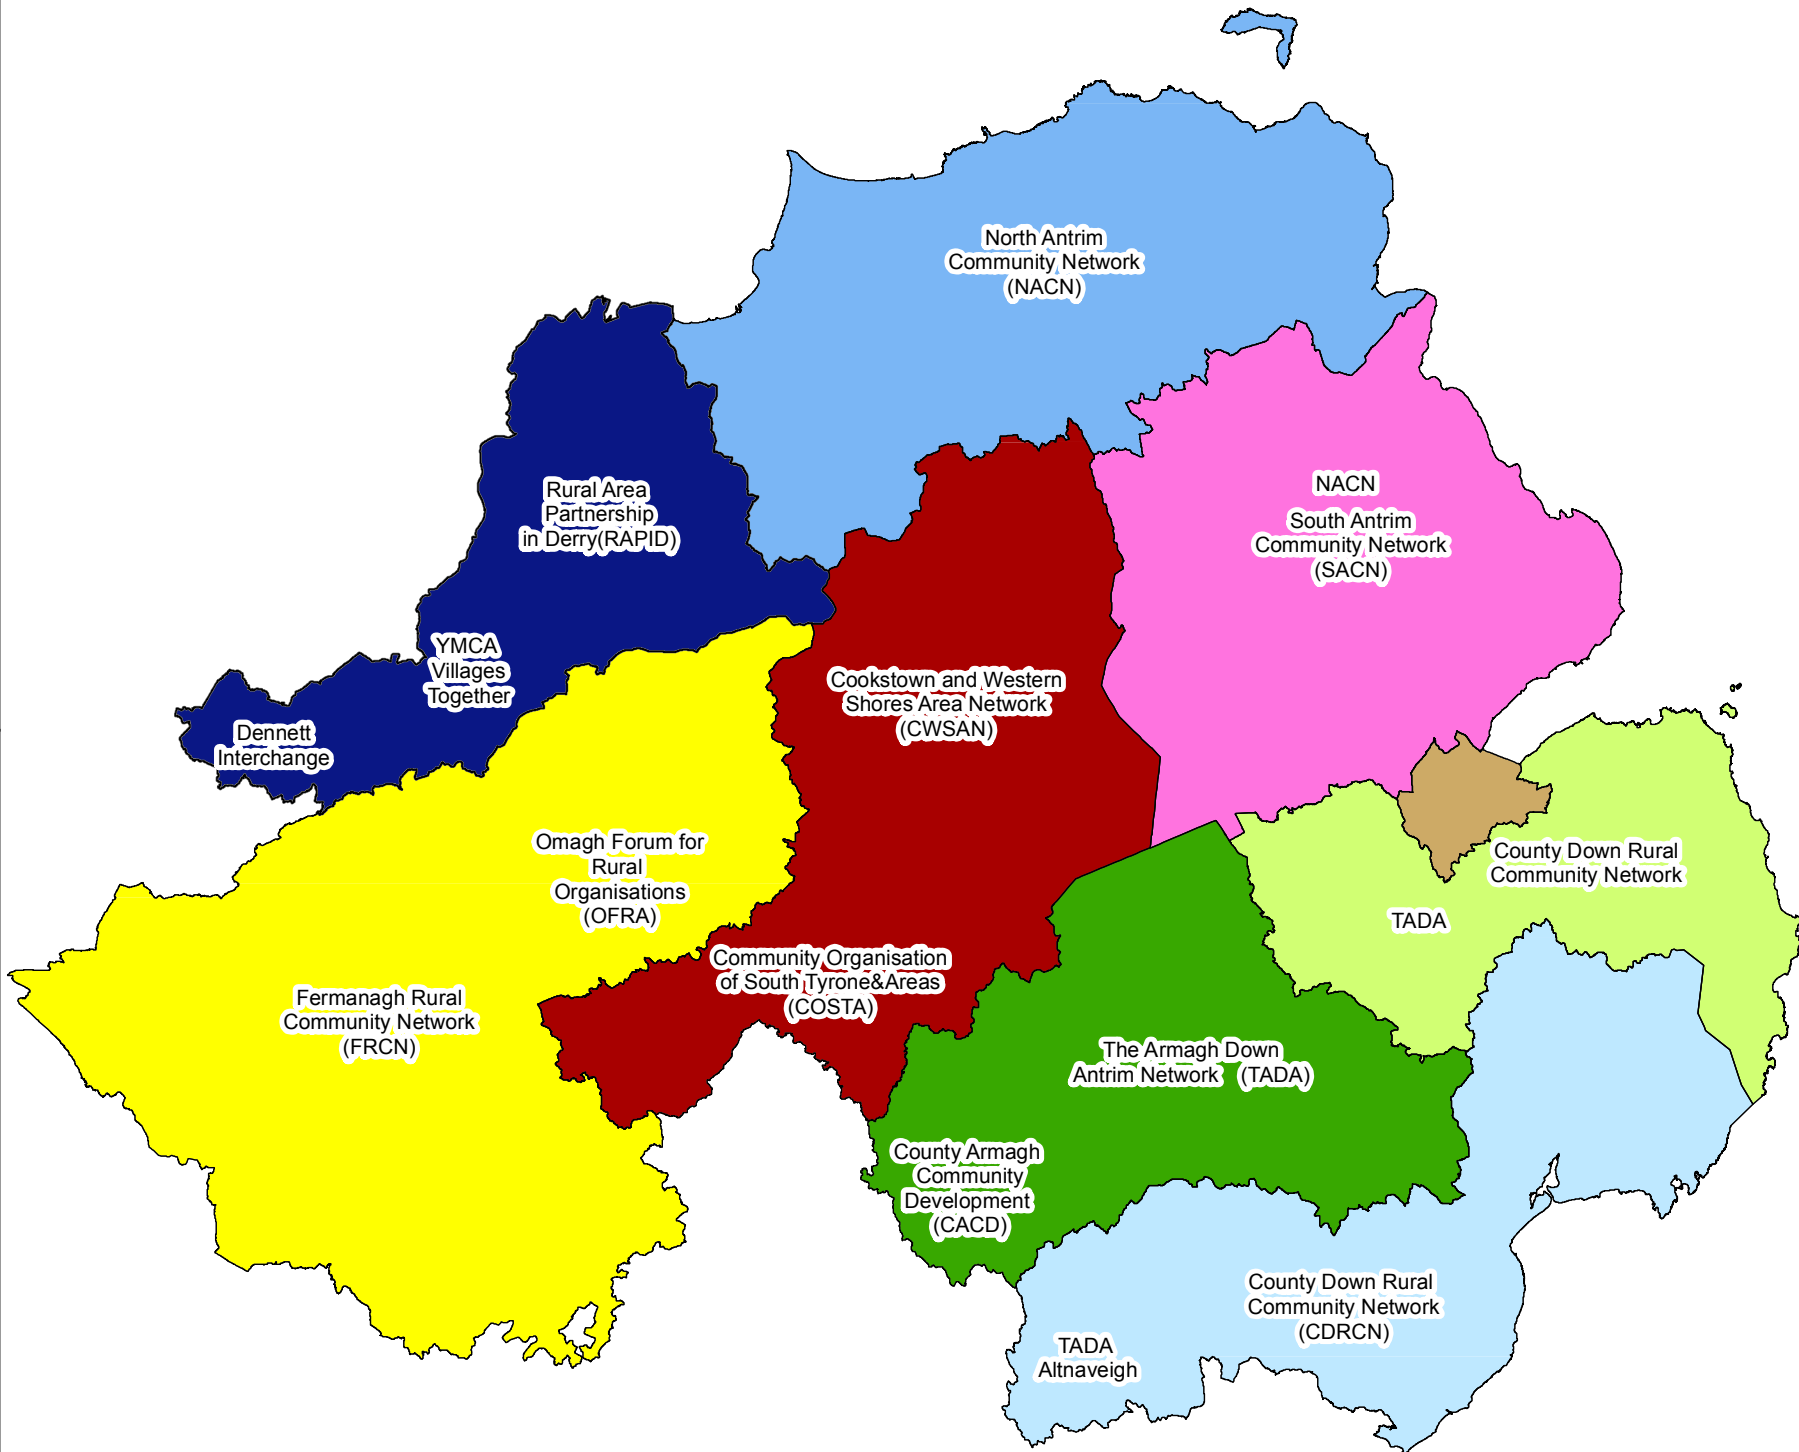 North Antrim
Community Network
(NACN)
Rural Area
Partnership
in Derry(RAPID)
NACN
South Antrim
Community Network
(SACN)
YMCA
Villages
Together
Dennett
Interchange
Cookstown and Western
Shores Area Network
(CWSAN)
Omagh Forum for
Rural
Organisations
(OFRA)
County Down Rural
Community Network
TADA
Community Organisation
of South Tyrone&Areas
(COSTA)
Fermanagh Rural
Community Network
(FRCN)
The Armagh Down
Antrim Network (TADA)
County Armagh
Community
Development
(CACD)
County Down Rural
Community Network
(CDRCN)
TADA
Altnaveigh